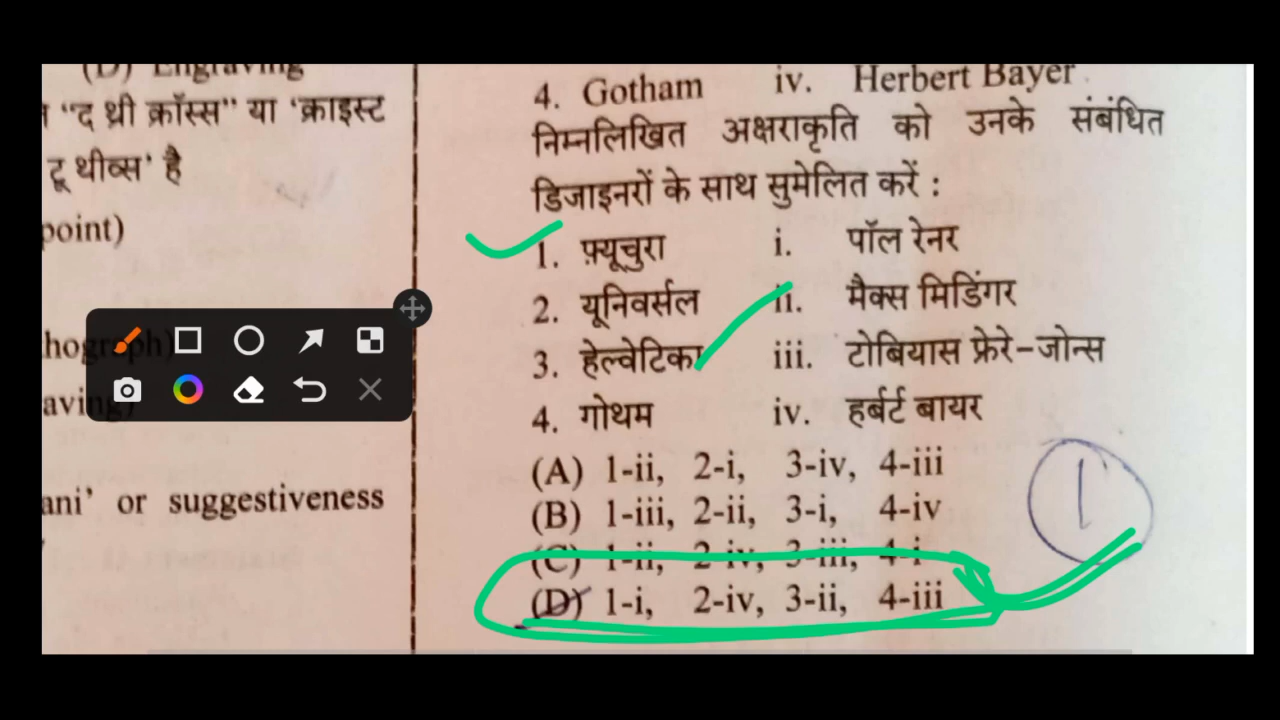 (D) Engraving
"द थ्री क्रॉस्स" या 'क्राइस्ट
टू थीव्स' है
point)
hograph)
aving)
ani' or suggestiveness
4. Gotham iv. Herbert Bayer
निम्नलिखित अक्षराकृति को उनके संबंधित
डिजाइनरों के साथ सुमेलित करें :
1. फ़्यूचुरा i. पॉल रेनर
2. यूनिवर्सल ii. मैक्स मिडिंगर
3. हेल्वेटिका iii. टोबियास फ्रेरे-जोन्स
4. गोथम iv. हर्बर्ट बायर
(A) 1-ii, 2-i, 3-iv, 4-iii
(B) 1-iii, 2-ii, 3-i, 4-iv
(C) 1-ii, 2-iv, 3-iii, 4-i
(D) 1-i, 2-iv, 3-ii, 4-iii
1